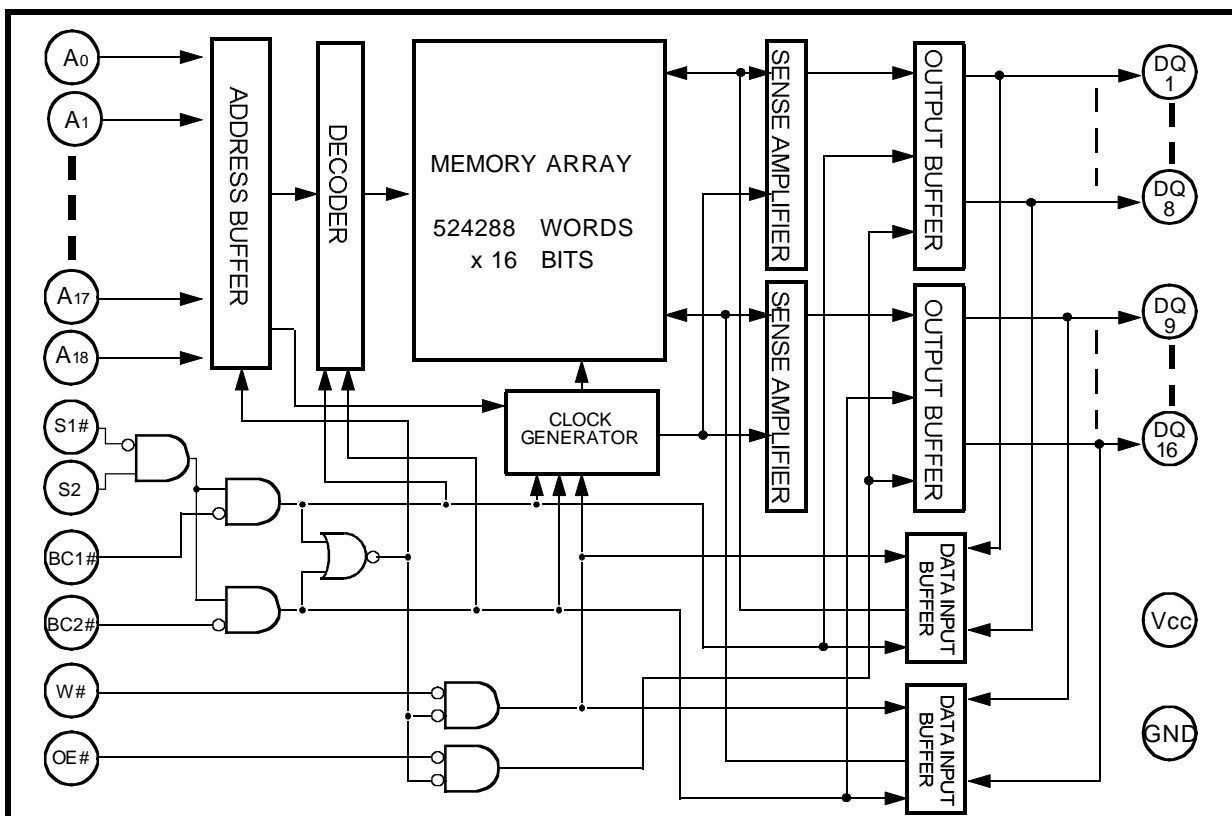 A0
A1
A17
A18
S1#
S2
BC1#
BC2#
W#
OE#
ADDRESS BUFFER
DECODER
MEMORY ARRAY
524288 WORDS
x 16 BITS
CLOCK
GENERATOR
SENSE AMPLIFIER
SENSE AMPLIFIER
OUTPUT BUFFER
OUTPUT BUFFER
DATA INPUT
BUFFER
DATA INPUT
BUFFER
DQ
1
DQ
8
DQ
9
DQ
16
Vcc
GND